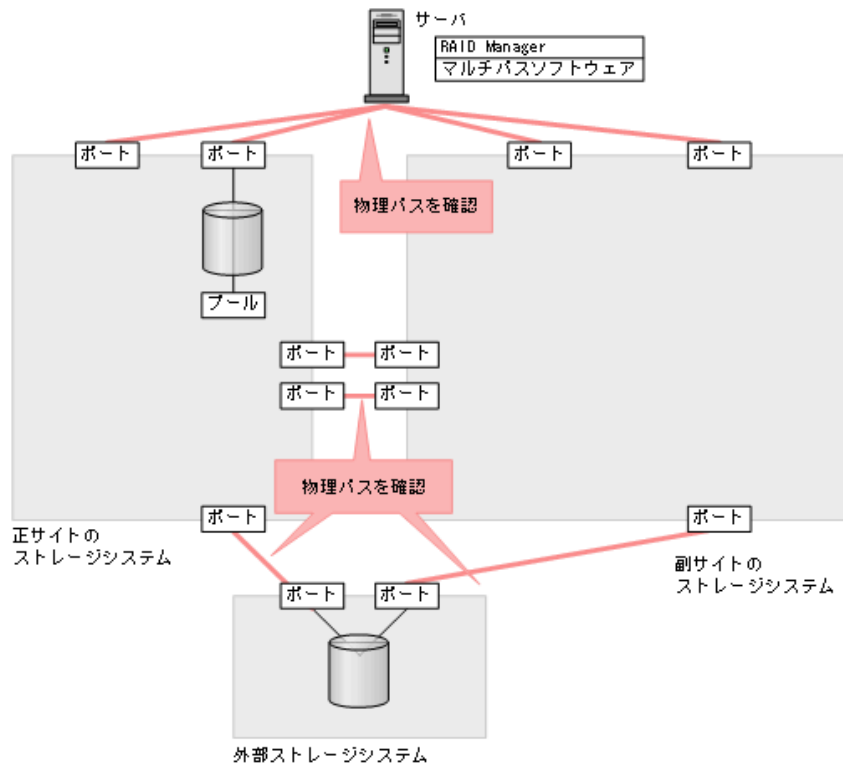 サーバ
RAID Manager
マルチパスソフトウェア
ポート
ポート
ポート
ポート
物理パスを確認
プール
ポート
ポート
ポート
ポート
物理パスを確認
ポート
ポート
正サイトの
ストレージシステム
副サイトの
ストレージシステム
ポート
ポート
外部ストレージシステム